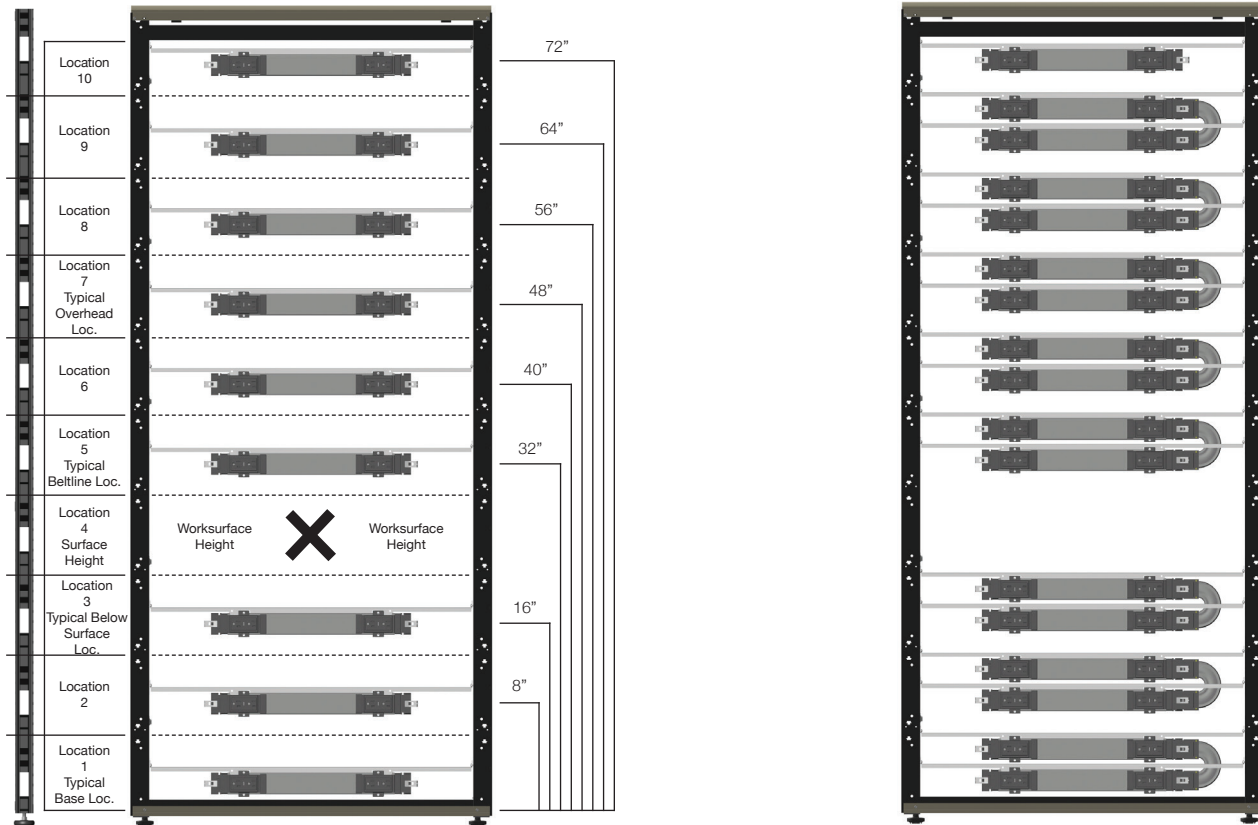 72”
Location
10
64”
Location
9
56”
Location
8
48”
Location
7
Typical
Overhead
Loc.
40”
Location
6
32”
Location
5
Typical
Beltline Loc.
Location
4
Surface
Height
Worksurface
Height
Worksurface
Height
16”
Location
3
Typical Below
Surface
Loc.
8”
Location
2
Location
1
Typical
Base Loc.